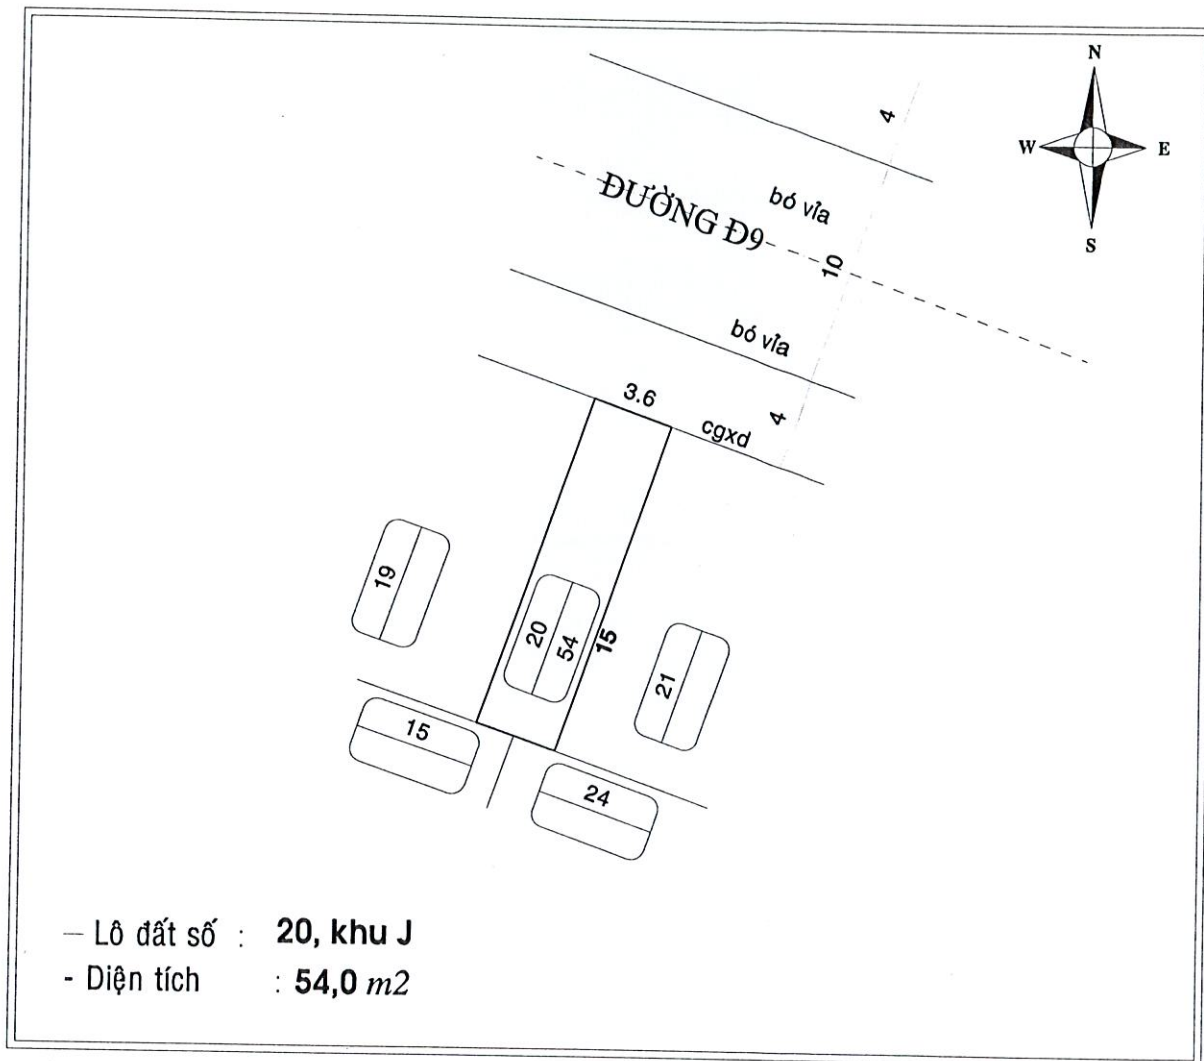 N
W E
S
4
bó vỉa
ĐƯỜNG Đ9
10
bó vỉa
3.6
4
cgxd
19
20
54
15
21
15
24
– Lô đất số : 20, khu J
- Diện tích : 54,0 m2